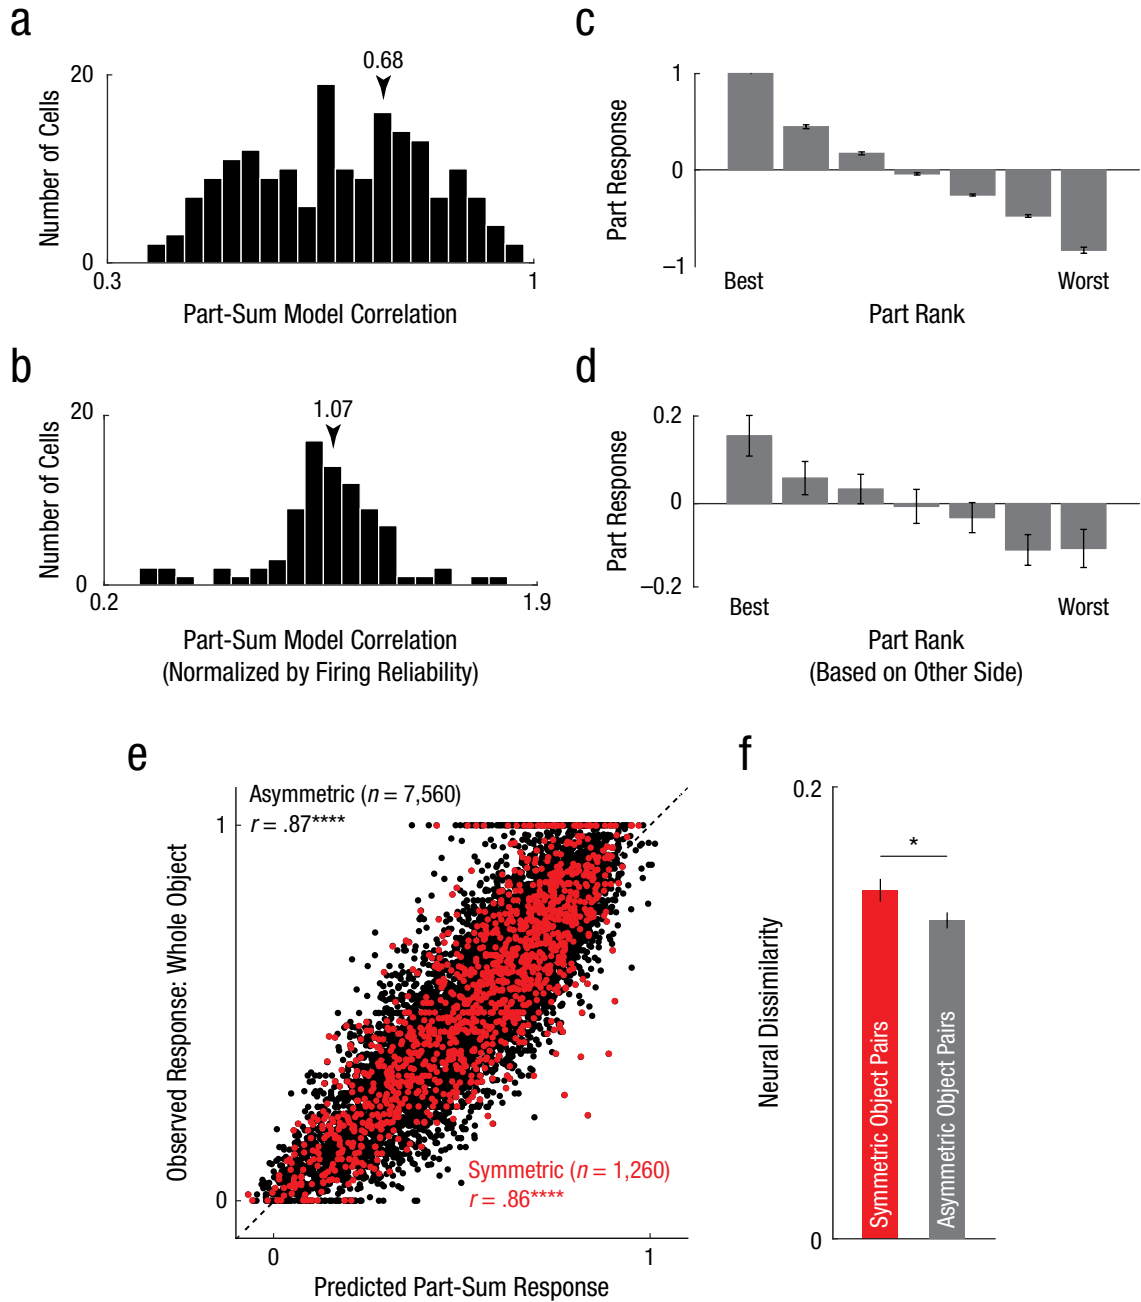 a
20
0.68
Number of Cells
0
0.3
1
Part-Sum Model Correlation
b
20
1.07
Number of Cells
0
0.2
1.9
Part-Sum Model Correlation
(Normalized by Firing Reliability)
c
1
0
–1
Part Response
Best
Worst
Part Rank
d
0.2
0
–0.2
Part Response
Best
Worst
Part Rank
(Based on Other Side)
e
Asymmetric (n = 7,560)
r = .87****
1
Observed Response: Whole Object
Symmetric (n = 1,260)
r = .86****
0
0
1
Predicted Part-Sum Response
f
0.2
*
Neural Dissimilarity
Symmetric Object Pairs
Asymmetric Object Pairs
0